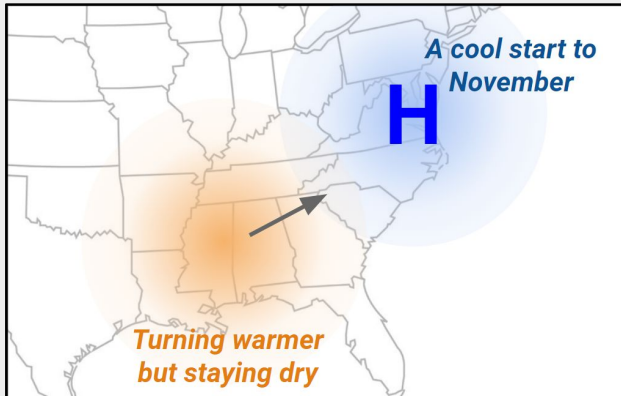 A cool start to
November
H
Turning warmer
but staying dry